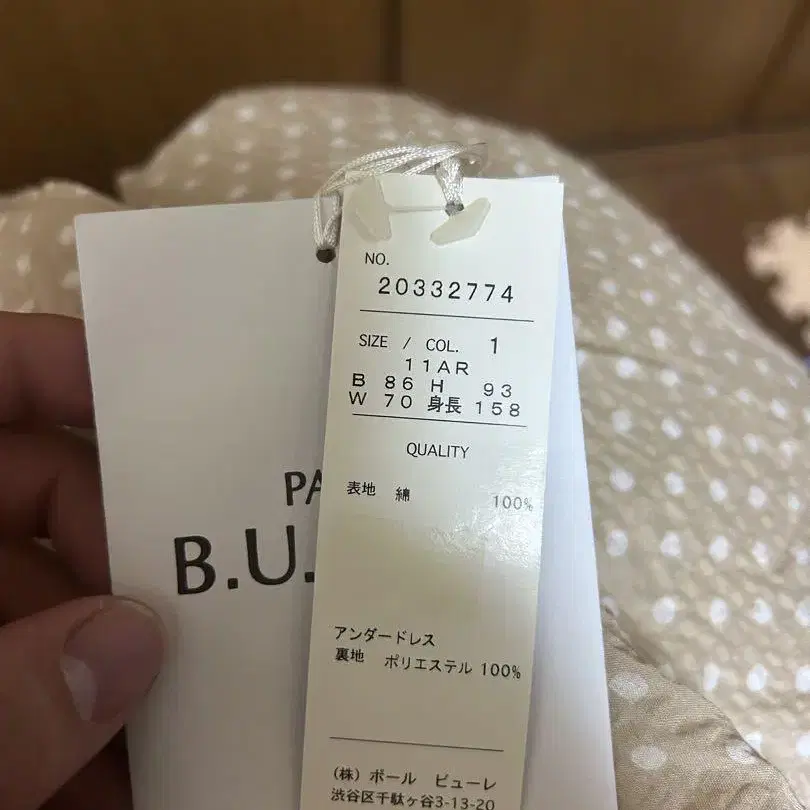 NO.
20332774
SIZE / COL. 1
11AR
B 86 H 93
W 70 身長 158
QUALITY
表地 綿 100%
アンダードレス
裏地 ポリエステル 100%
(株) ボール ビューレ
渋谷区千駄ヶ谷3-13-20
PA
B.U.